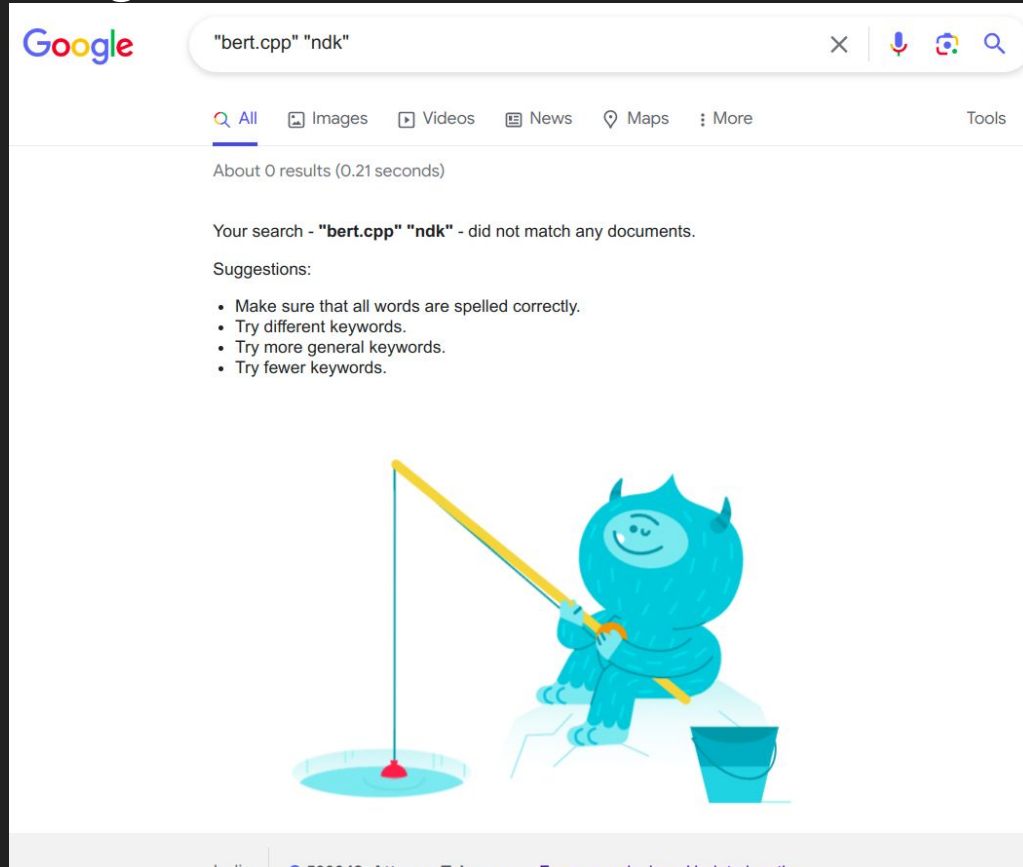 Google
"bert.cpp" "ndk"
All Images Videos News Maps More Tools
About 0 results (0.21 seconds)
Your search - "bert.cpp" "ndk" - did not match any documents.
Suggestions:
Make sure that all words are spelled correctly.
Try different keywords.
Try more general keywords.
Try fewer keywords.